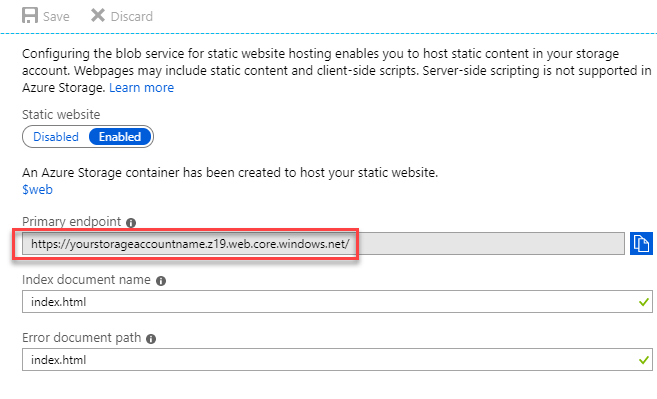 Save Discard
Configuring the blob service for static website hosting enables you to host static content in your storage
account. Webpages may include static content and client-side scripts. Server-side scripting is not supported in
Azure Storage. Learn more
Static website
Disabled Enabled
An Azure Storage container has been created to host your static website.
$web
Primary endpoint
https://yourstorageaccountname.z19.web.core.windows.net/
Index document name
index.html
Error document path
index.html